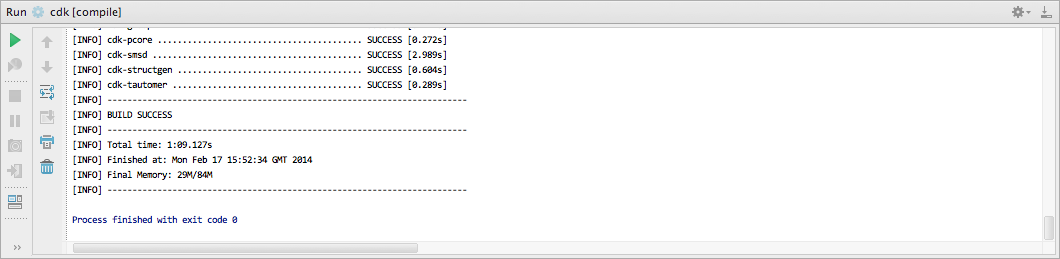 Run cdk [compile]
[INFO] cdk-pcore ....................................... SUCCESS [0.272s]
[INFO] cdk-smsd ........................................ SUCCESS [2.989s]
[INFO] cdk-structgen ................................... SUCCESS [0.604s]
[INFO] cdk-tautomer .................................... SUCCESS [0.289s]
[INFO] ------------------------------------------------------------------------
[INFO] BUILD SUCCESS
[INFO] ------------------------------------------------------------------------
[INFO] Total time: 1:09.127s
[INFO] Finished at: Mon Feb 17 15:52:34 GMT 2014
[INFO] Final Memory: 29M/84M
[INFO] ------------------------------------------------------------------------
Process finished with exit code 0